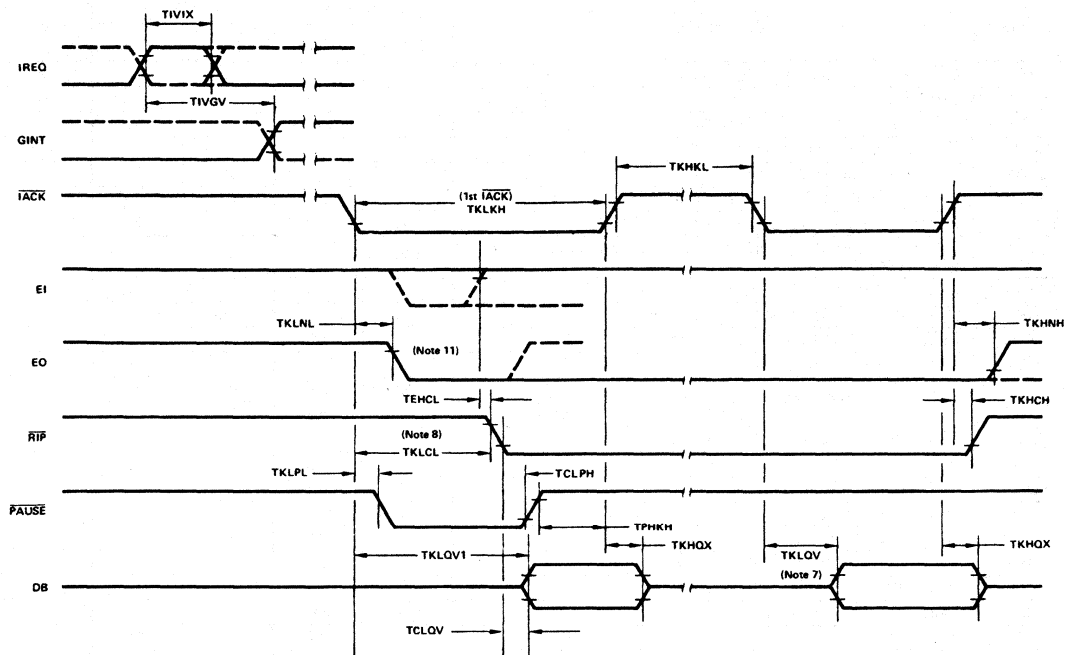 TIVIX
IREQ
TIVGV
GINT
IACK
(1st IACK)
TKLKH
TKHKL
EI
TKLNL
TKHNH
EO
(Note 11)
TEHCL
TKHCH
RIP
(Note 8)
TKLCL
TKLPL
TCLPH
PAUSE
TPHKH
TKLQV1
TKHQX
TKLQV
TKHQX
(Note 7)
DB
TCLQV